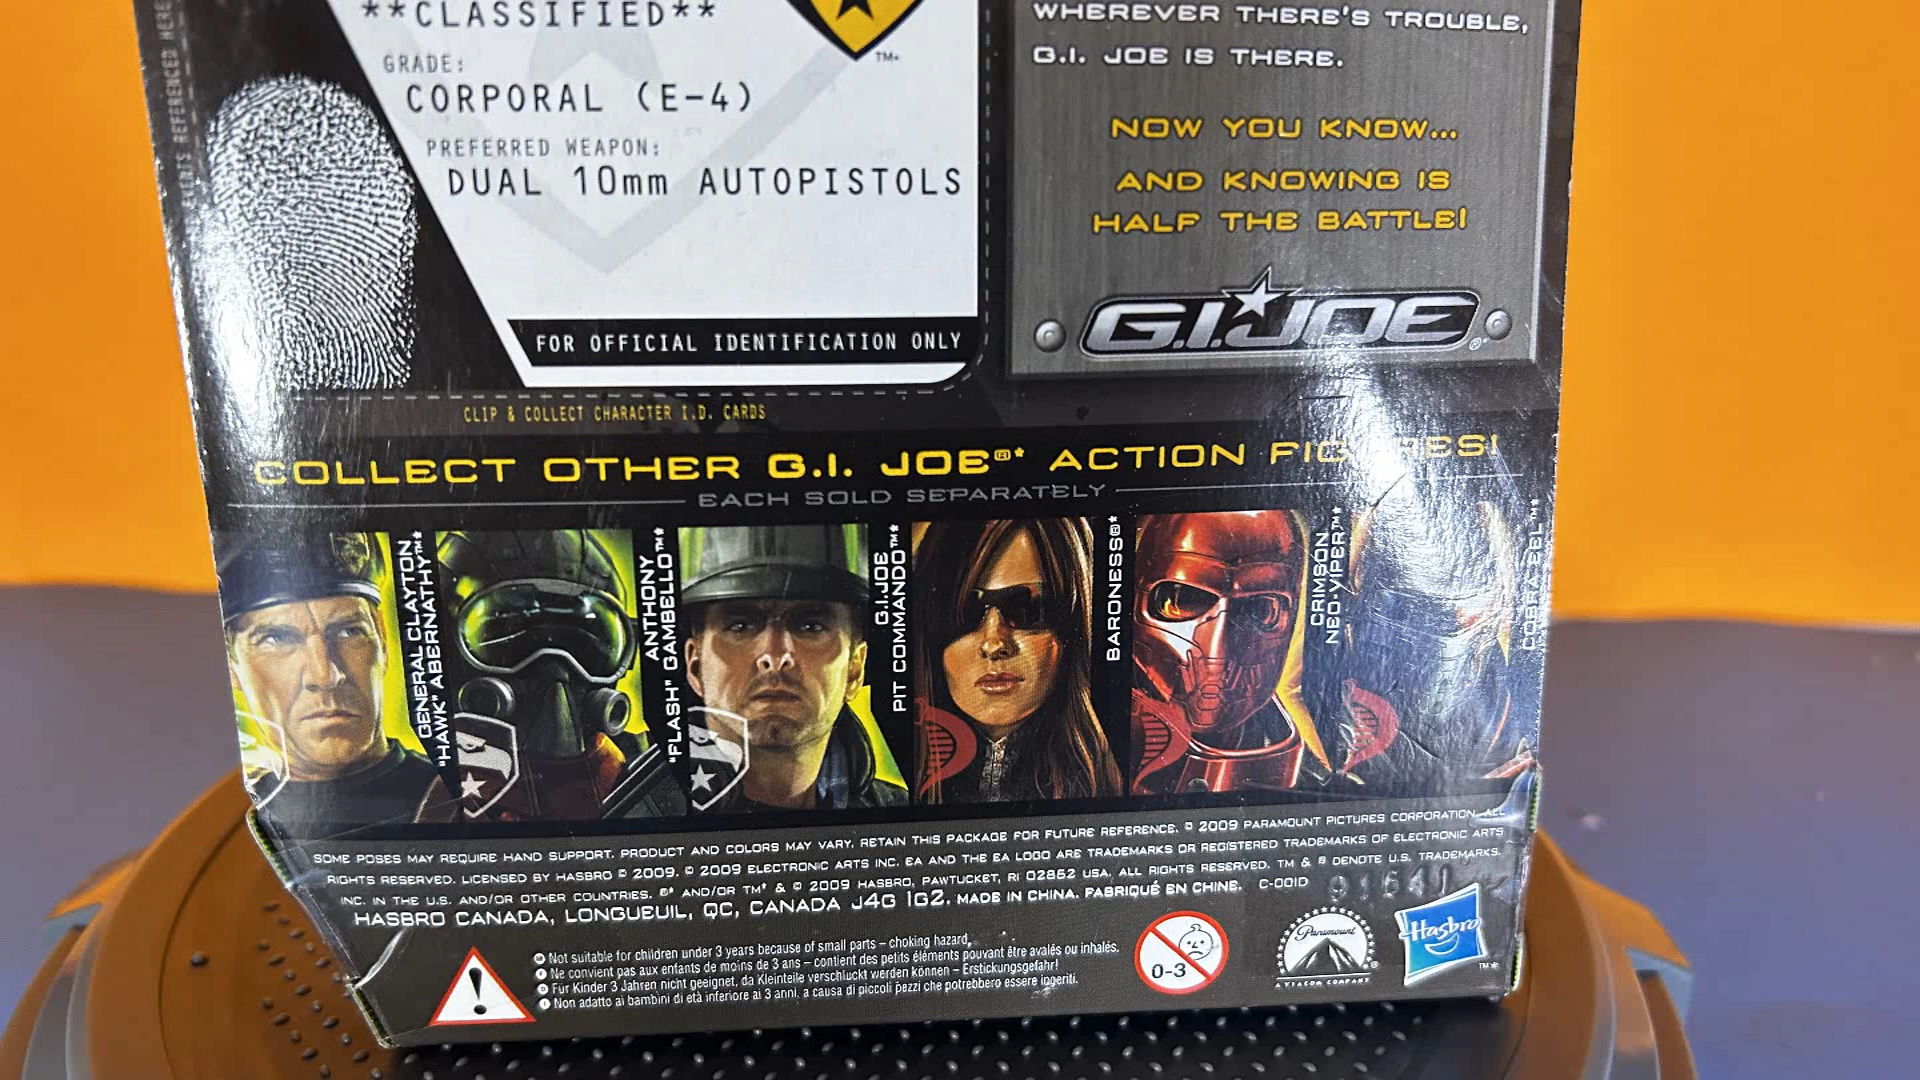 **CLASSIFIED**
GRADE:
CORPORAL (E-4)
PREFERRED WEAPON:
DUAL 10mm AUTOPISTOLS
FOR OFFICIAL IDENTIFICATION ONLY
CLIP & COLLECT CHARACTER I.D. CARDS
REFERENCED HERE
TM*
WHEREVER THERE'S TROUBLE,
G.I. JOE IS THERE.
NOW YOU KNOW...
AND KNOWING IS
HALF THE BATTLE!
G.I.JOE®*
COLLECT OTHER G.I. JOE®* ACTION FIGURES!
EACH SOLD SEPARATELY
GENERAL CLAYTON
"HAWK" ABERNATHY™*
ANTHONY
"FLASH" GAMBELLO™*
G.I.JOE
PIT COMMANDO™*
BARONESS®*
CRIMSON
NEO-VIPER™*
COBRA EEL™*
SOME POSES MAY REQUIRE HAND SUPPORT. PRODUCT AND COLORS MAY VARY. RETAIN THIS PACKAGE FOR FUTURE REFERENCE. © 2009 PARAMOUNT PICTURES CORPORATION. ALL
RIGHTS RESERVED. LICENSED BY HASBRO © 2009. © 2009 ELECTRONIC ARTS INC. EA AND THE EA LOGO ARE TRADEMARKS OR REGISTERED TRADEMARKS OF ELECTRONIC ARTS
INC. IN THE U.S. AND/OR OTHER COUNTRIES. ®* AND/OR TM* & © 2009 HASBRO, PAWTUCKET, RI 02862 USA. ALL RIGHTS RESERVED. TM & ® DENOTE U.S. TRADEMARKS.
HASBRO CANADA, LONGUEUIL, QC, CANADA J4G 1G2. MADE IN CHINA. FABRIQUÉ EN CHINE. C-001D
Not suitable for children under 3 years because of small parts – choking hazard.
Ne convient pas aux enfants de moins de 3 ans – contient des petits éléments pouvant être avalés ou inhalés.
Für Kinder 3 Jahren nicht geeignet, da Kleinteile verschluckt werden können – Erstickungsgefahr!
Non adatto ai bambini di età inferiore ai 3 anni, a causa di piccoli pezzi che potrebbero essere ingeriti.
0-3
Paramount
A VIACOM COMPANY
Hasbro
TM*